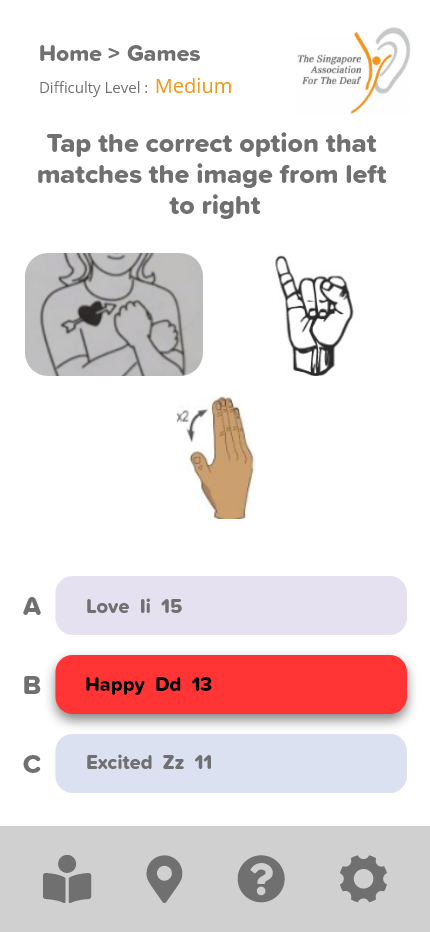 Home > Games
Difficulty Level : Medium
The Singapore
Association
For The Deaf
Tap the correct option that
matches the image from left
to right
x2
A
Love Ii 15
B
Happy Dd 13
C
Excited Zz 11
?